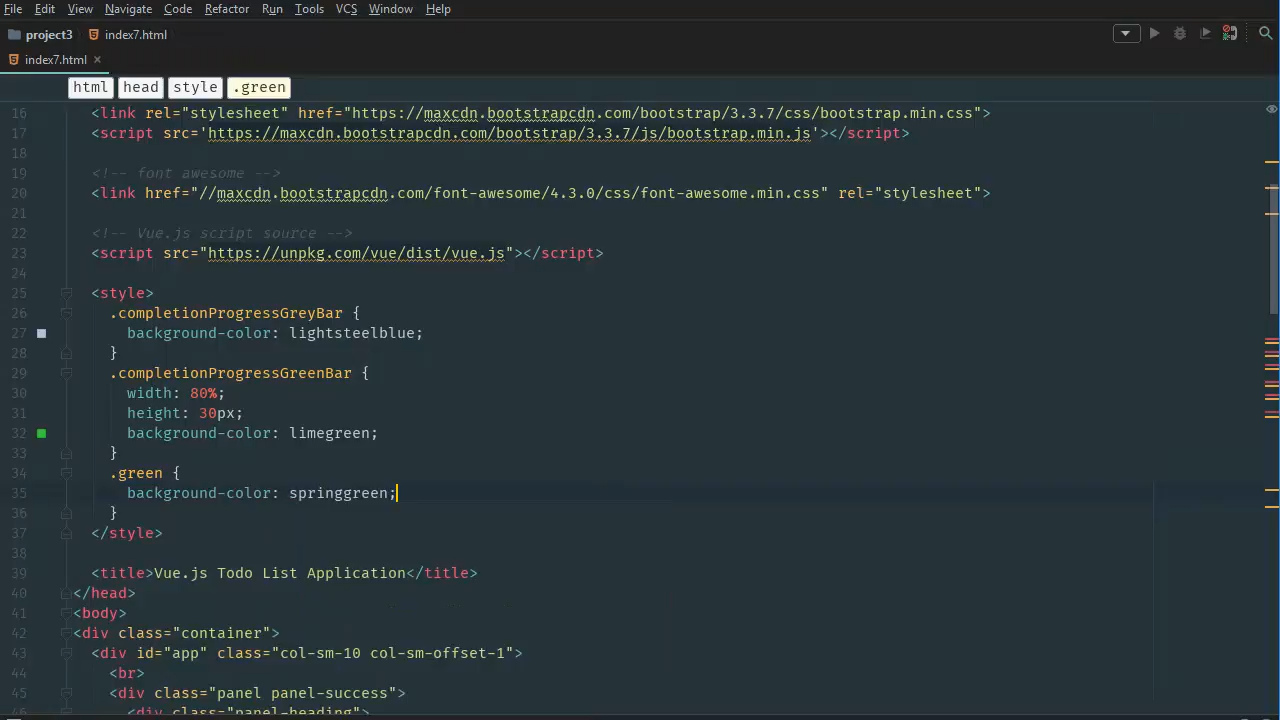 File Edit View Navigate Code Refactor Run Tools VCS Window Help
project3 index7.html
index7.html ×
html head style .green
16 <link rel="stylesheet" href="https://maxcdn.bootstrapcdn.com/bootstrap/3.3.7/css/bootstrap.min.css">
17 <script src='https://maxcdn.bootstrapcdn.com/bootstrap/3.3.7/js/bootstrap.min.js'></script>
18
19 <!-- font awesome -->
20 <link href="//maxcdn.bootstrapcdn.com/font-awesome/4.3.0/css/font-awesome.min.css" rel="stylesheet">
21
22 <!-- Vue.js script source -->
23 <script src="https://unpkg.com/vue/dist/vue.js"></script>
24
25 <style>
26 .completionProgressGreyBar {
27 background-color: lightsteelblue;
28 }
29 .completionProgressGreenBar {
30 width: 80%;
31 height: 30px;
32 background-color: limegreen;
33 }
34 .green {
35 background-color: springgreen;
36 }
37 </style>
38
39 <title>Vue.js Todo List Application</title>
40 </head>
41 <body>
42 <div class="container">
43 <div id="app" class="col-sm-10 col-sm-offset-1">
44 <br>
45 <div class="panel panel-success">
46 <div class="panel-heading">